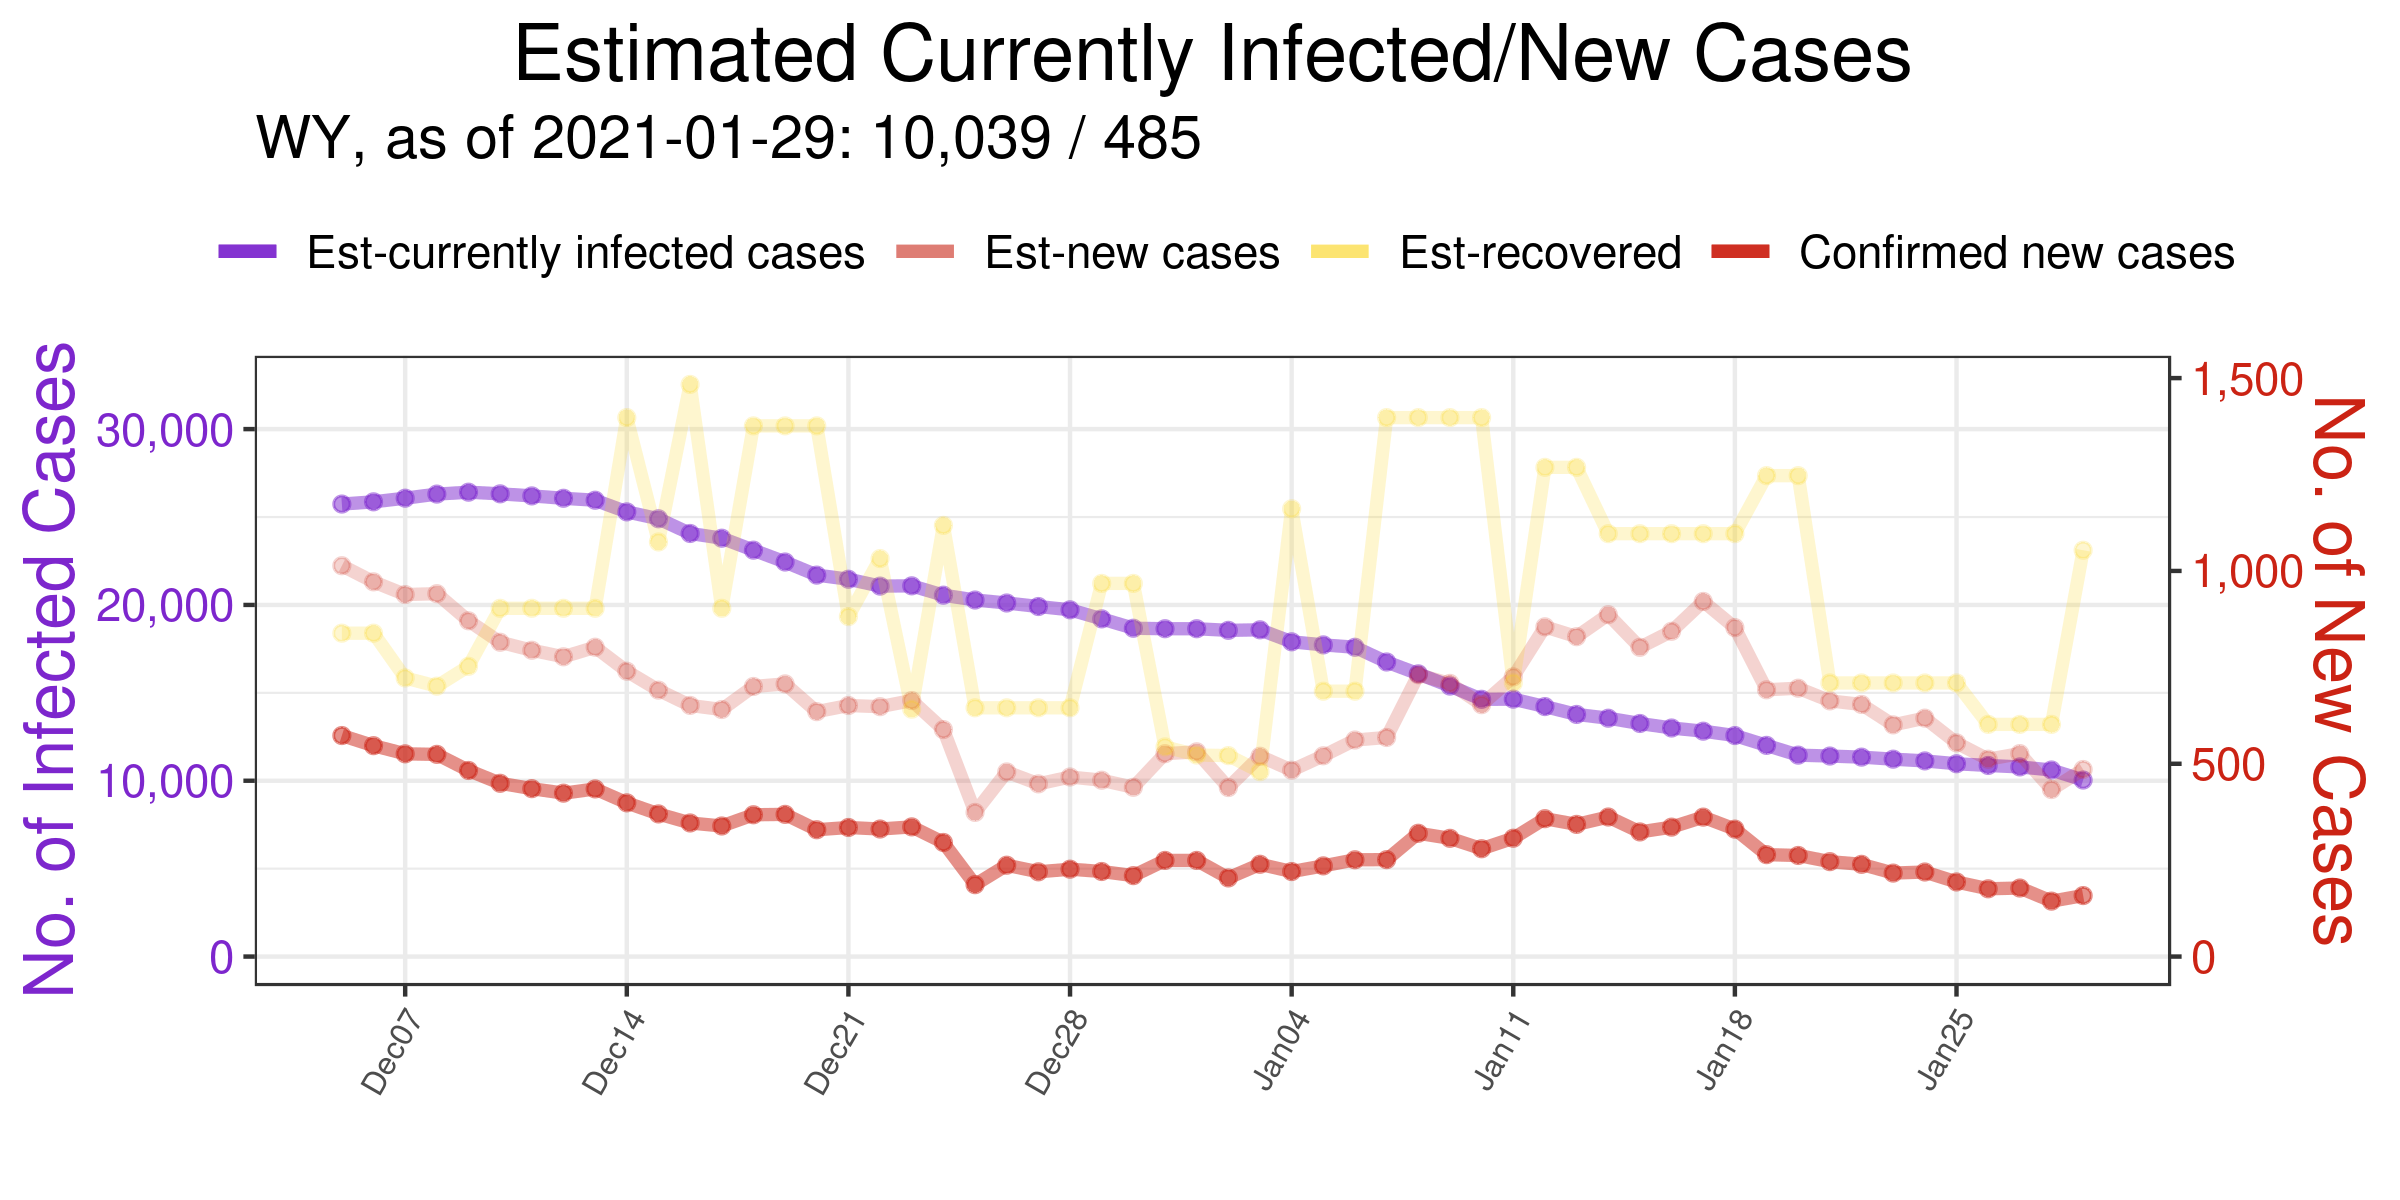 Estimated Currently Infected/New Cases
WY, as of 2021-01-29: 10,039 / 485
Est-currently infected cases Est-new cases Est-recovered Confirmed new cases
No. of Infected Cases
30,000
20,000
10,000
0
1,500
1,000
500
0
No. of New Cases
Dec07 Dec14 Dec21 Dec28 Jan04 Jan11 Jan18 Jan25